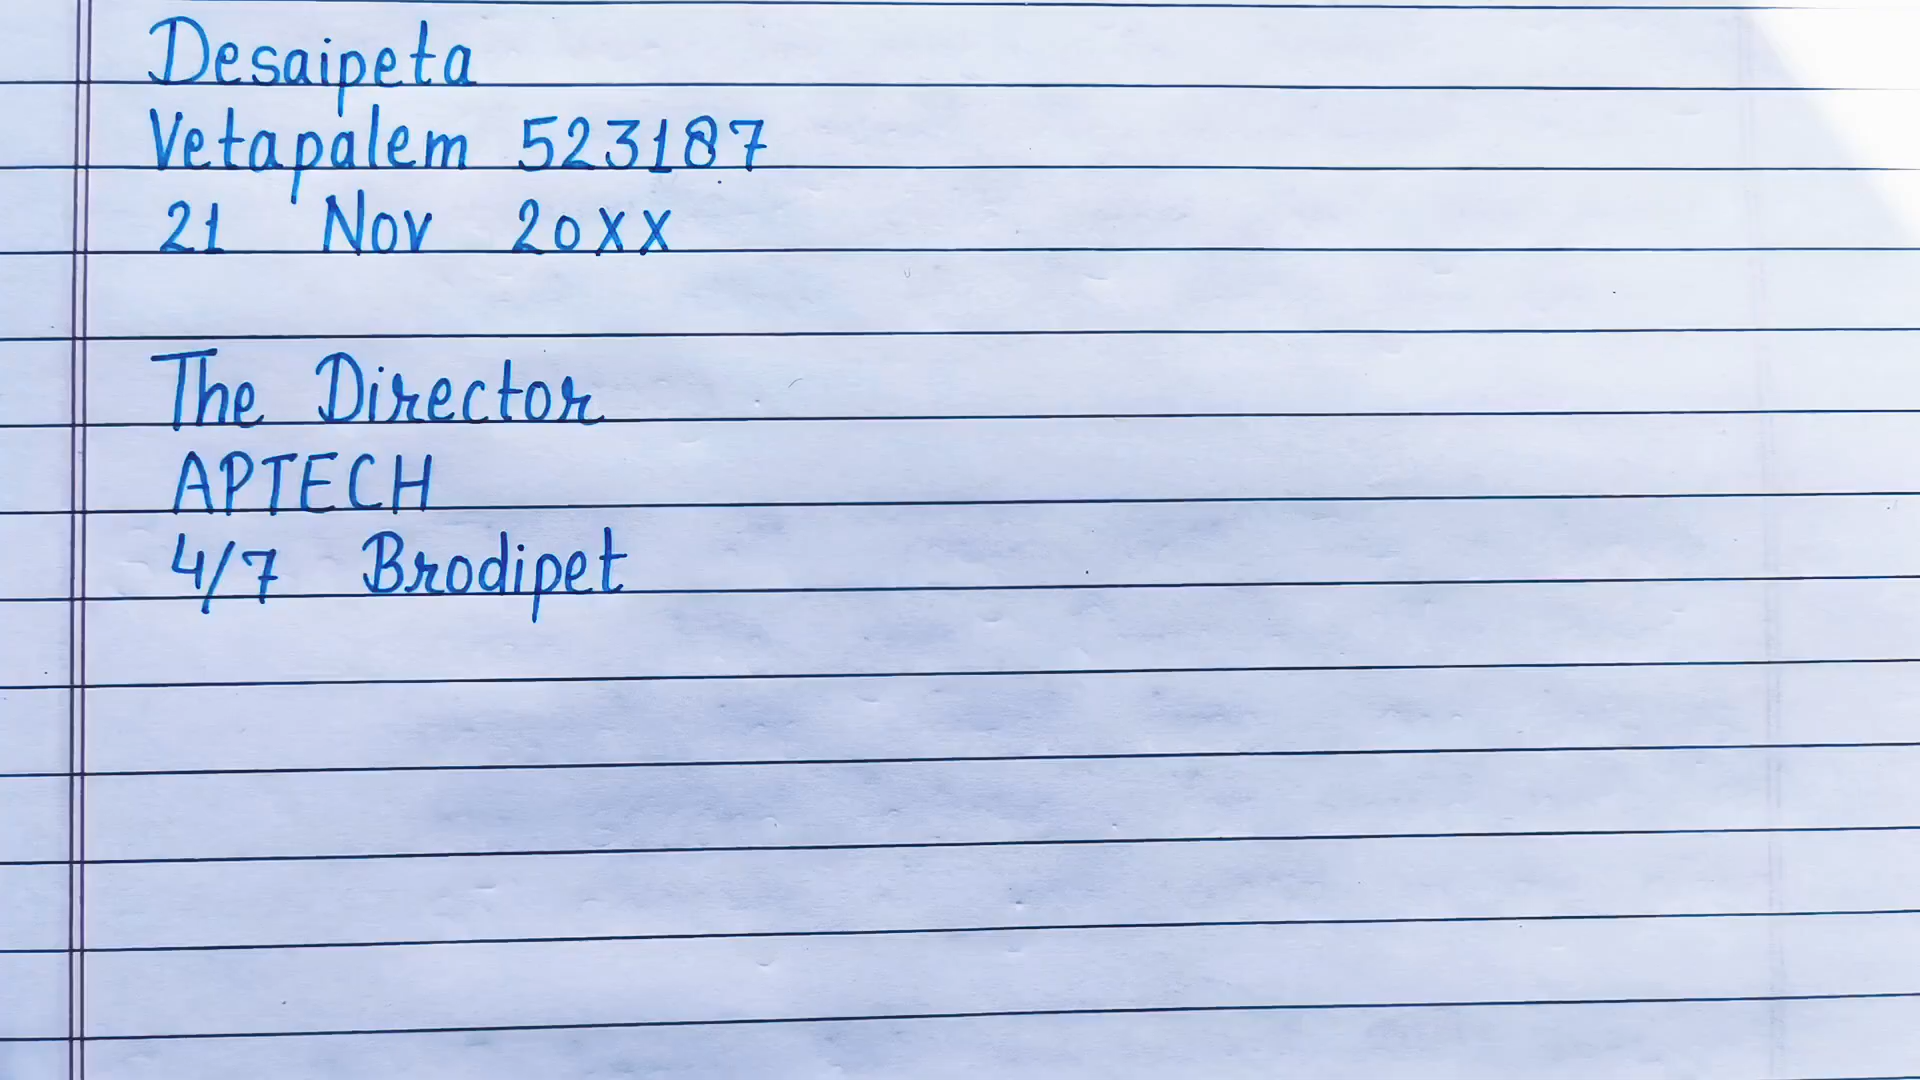 Desaipeta
Vetapalem 523187
21 Nov 20XX
The Director
APTECH
4/7 Brodipet